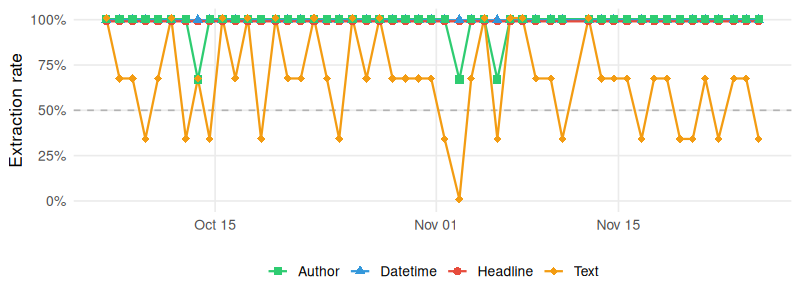 Extraction rate
100%
75%
50%
25%
0%
Oct 15
Nov 01
Nov 15
Author
Datetime
Headline
Text